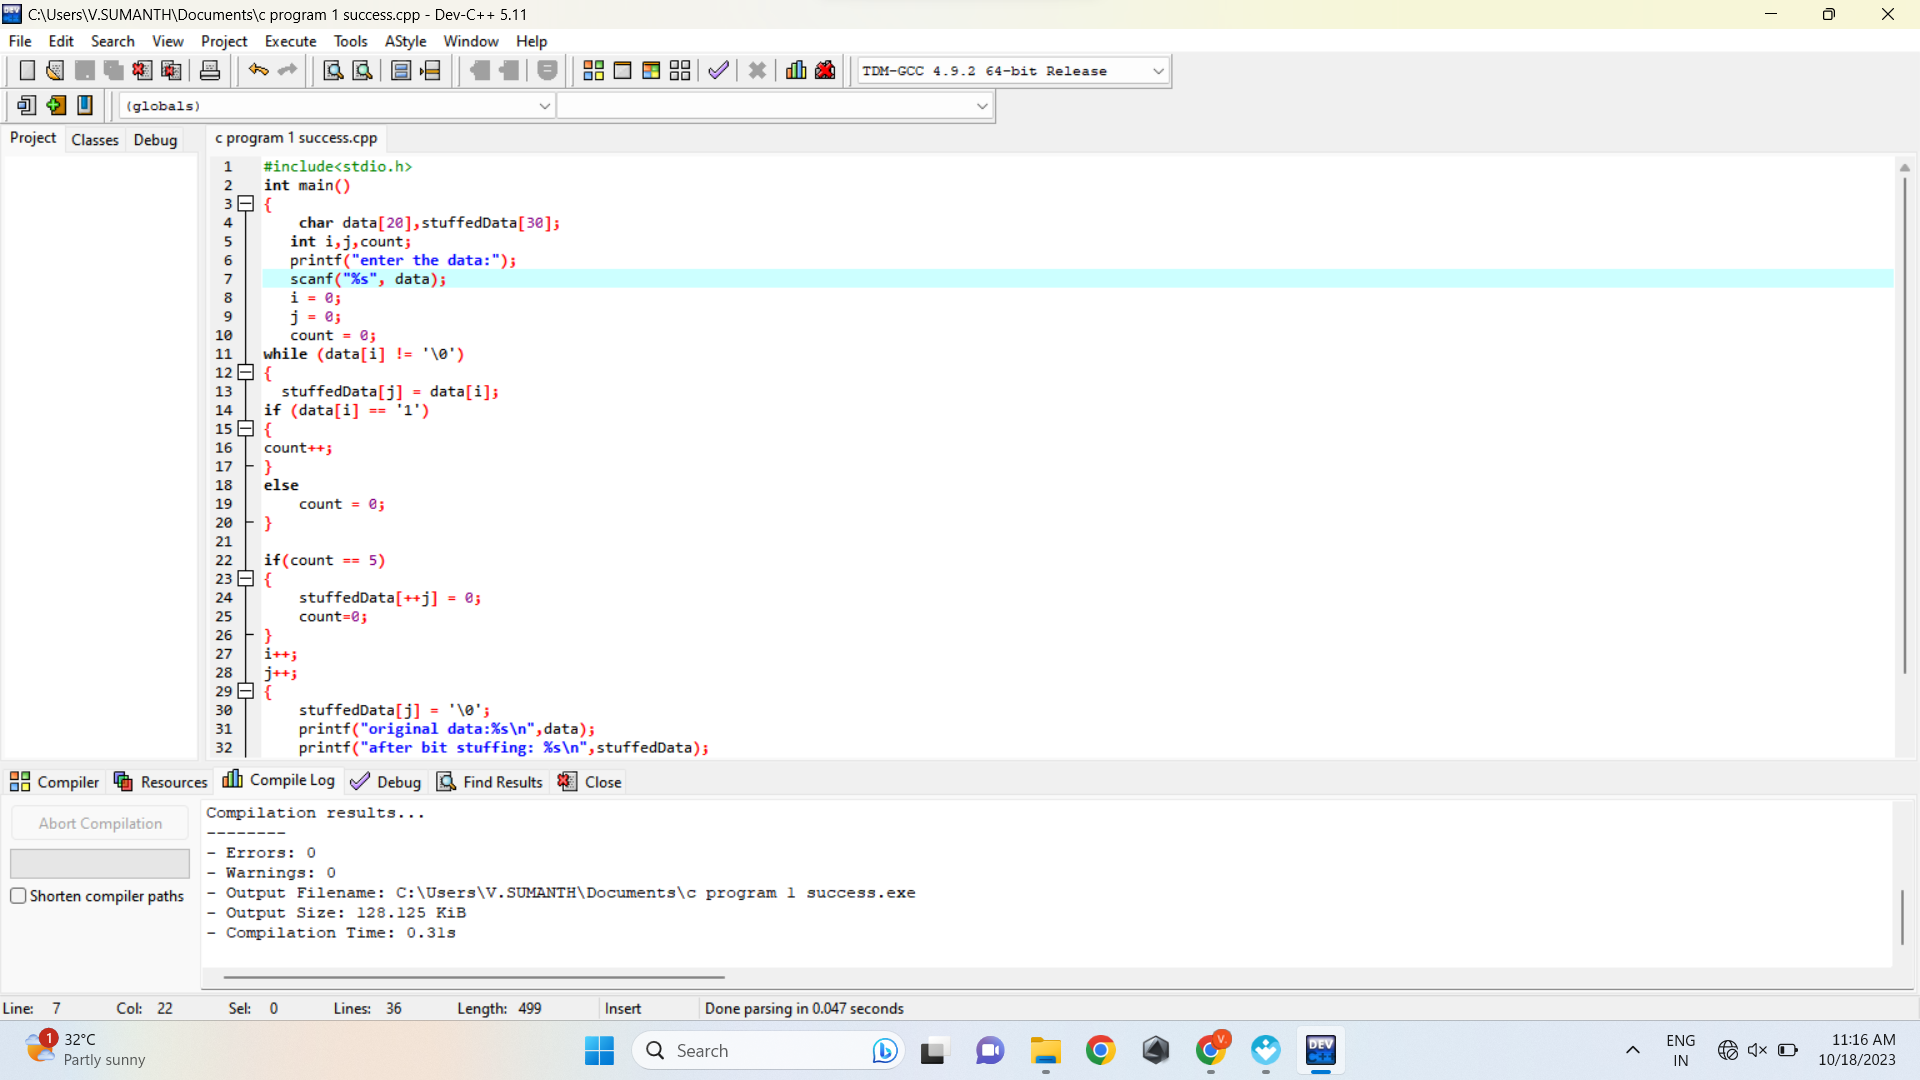 C:\Users\V.SUMANTH\Documents\c program 1 success.cpp - Dev-C++ 5.11
File Edit Search View Project Execute Tools AStyle Window Help
TDM-GCC 4.9.2 64-bit Release
(globals)
Project Classes Debug
c program 1 success.cpp
1 #include<stdio.h>
2 int main()
3 {
4 char data[20],stuffedData[30];
5 int i,j,count;
6 printf("enter the data:");
7 scanf("%s", data);
8 i = 0;
9 j = 0;
10 count = 0;
11 while (data[i] != '\0')
12 {
13 stuffedData[j] = data[i];
14 if (data[i] == '1')
15 {
16 count++;
17 }
18 else
19 count = 0;
20 }
21
22 if(count == 5)
23 {
24 stuffedData[++j] = 0;
25 count=0;
26 }
27 i++;
28 j++;
29 {
30 stuffedData[j] = '\0';
31 printf("original data:%s\n",data);
32 printf("after bit stuffing: %s\n",stuffedData);
Compiler Resources Compile Log Debug Find Results Close
Abort Compilation
Shorten compiler paths
Compilation results...
--------
- Errors: 0
- Warnings: 0
- Output Filename: C:\Users\V.SUMANTH\Documents\c program 1 success.exe
- Output Size: 128.125 KiB
- Compilation Time: 0.31s
Line: 7 Col: 22 Sel: 0 Lines: 36 Length: 499 Insert Done parsing in 0.047 seconds
1
32°C
Partly sunny
Search
V.
DEV
C++
ENG
IN
11:16 AM
10/18/2023